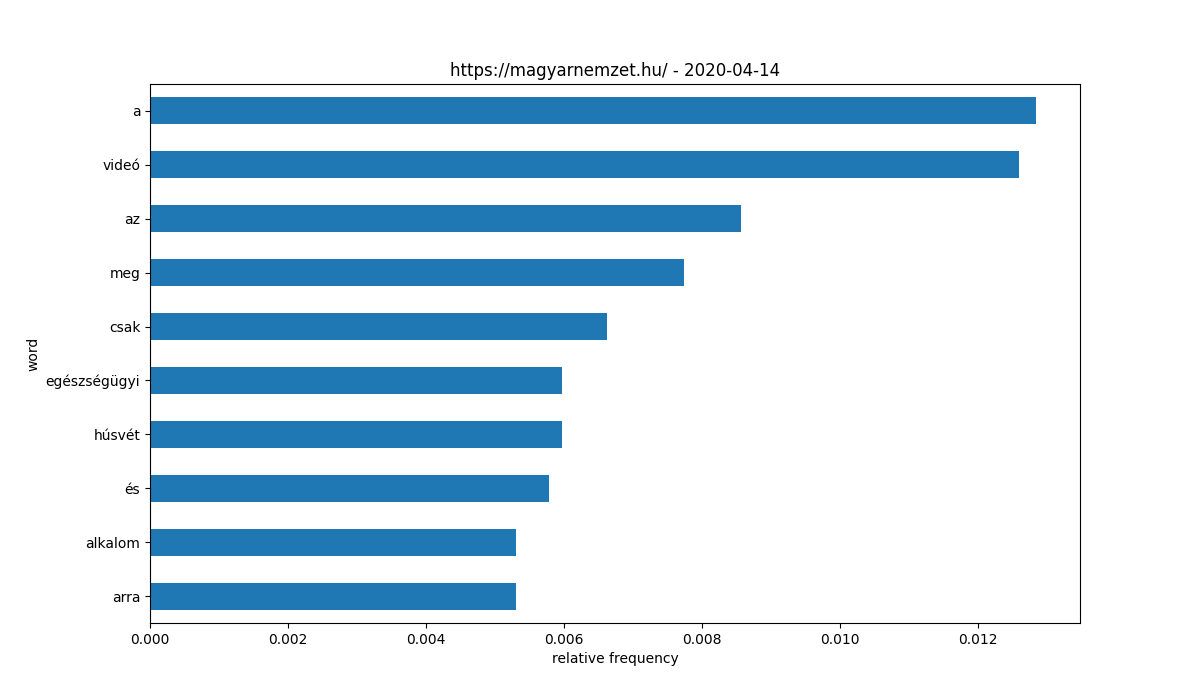 https://magyarnemzet.hu/ - 2020-04-14
a
videó
az
meg
csak
egészségügyi
húsvét
és
alkalom
arra
word
0.000 0.002 0.004 0.006 0.008 0.010 0.012
relative frequency